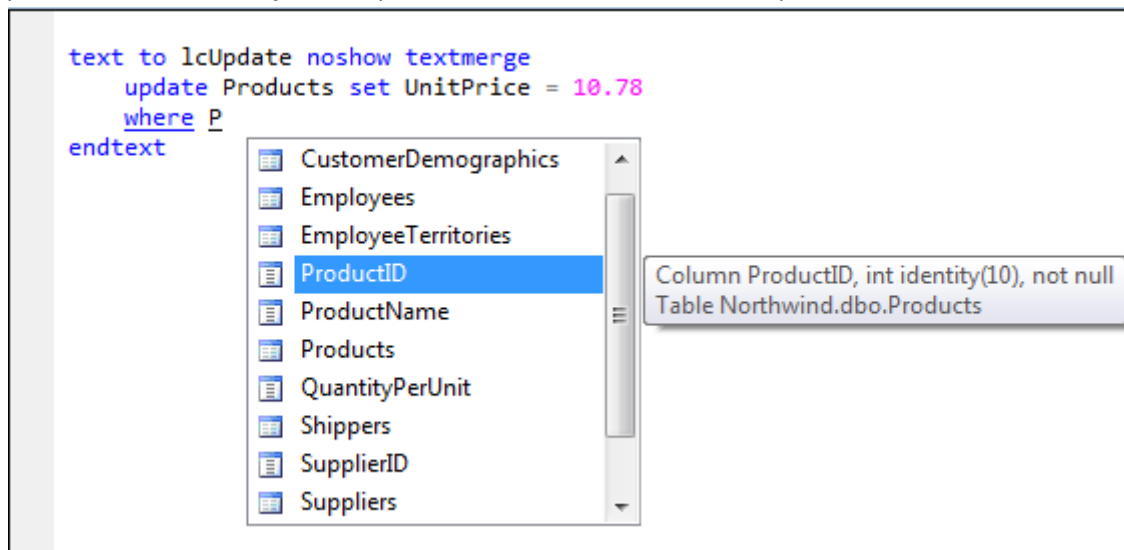 text to lcUpdate noshow textmerge
update Products set UnitPrice = 10.78
where P
endtext
CustomerDemographics
Employees
EmployeeTerritories
ProductID
ProductName
Products
QuantityPerUnit
Shippers
SupplierID
Suppliers
Column ProductID, int identity(10), not null
Table Northwind.dbo.Products